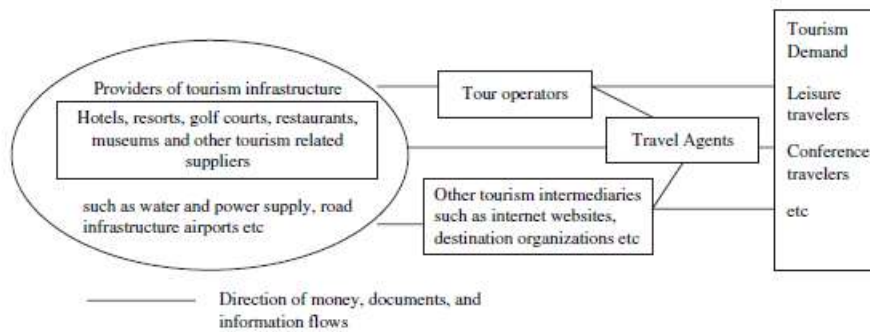 Providers of tourism infrastructure
Hotels, resorts, golf courts, restaurants,
museums and other tourism related
suppliers
such as water and power supply, road
infrastructure airports etc
Tour operators
Travel Agents
Other tourism intermediaries
such as internet websites,
destination organizations etc
Tourism
Demand
Leisure
travelers
Conference
travelers
etc
Direction of money, documents, and
information flows